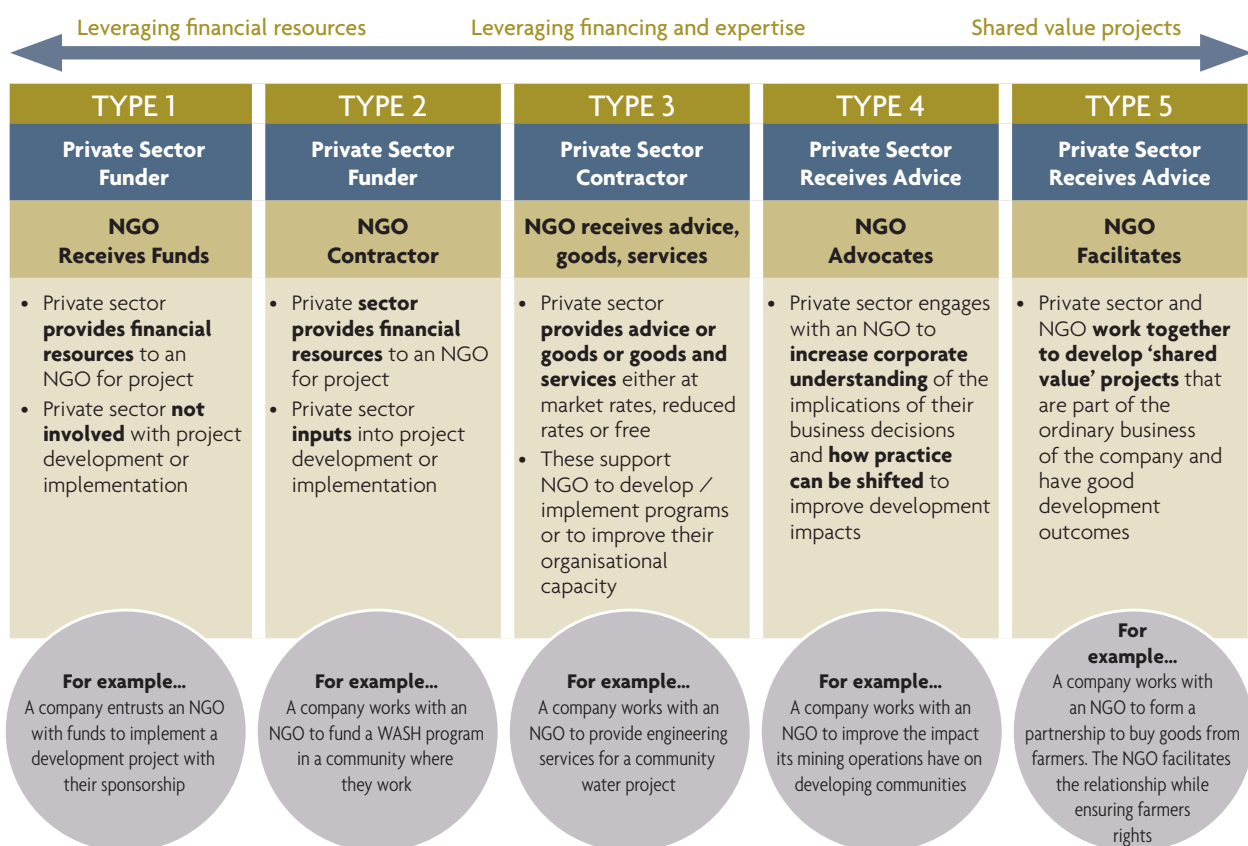 Leveraging financial resources
Leveraging financing and expertise
Shared value projects
TYPE 1
Private Sector
Funder
NGO
Receives Funds
• Private sector
provides financial
resources to an
NGO for project
• Private sector not
involved with project
development or
implementation
For example...
A company entrusts an NGO
with funds to implement a
development project with
their sponsorship
TYPE 2
Private Sector
Funder
NGO
Contractor
• Private sector
provides financial
resources to an NGO
for project
• Private sector
inputs into project
development or
implementation
For example...
A company works with an
NGO to fund a WASH program
in a community where
they work
TYPE 3
Private Sector
Contractor
NGO receives advice,
goods, services
• Private sector
provides advice or
goods or goods and
services either at
market rates, reduced
rates or free
• These support
NGO to develop /
implement programs
or to improve their
organisational
capacity
For example...
A company works with an
NGO to provide engineering
services for a community
water project
TYPE 4
Private Sector
Receives Advice
NGO
Advocates
• Private sector engages
with an NGO to
increase corporate
understanding of the
implications of their
business decisions
and how practice
can be shifted to
improve development
impacts
For example...
A company works with an
NGO to improve the impact
its mining operations have on
developing communities
TYPE 5
Private Sector
Receives Advice
NGO
Facilitates
• Private sector and
NGO work together
to develop ‘shared
value’ projects that
are part of the
ordinary business
of the company and
have good
development
outcomes
For
example...
A company works with
an NGO to form a
partnership to buy goods from
farmers. The NGO facilitates
the relationship while
ensuring farmers
rights